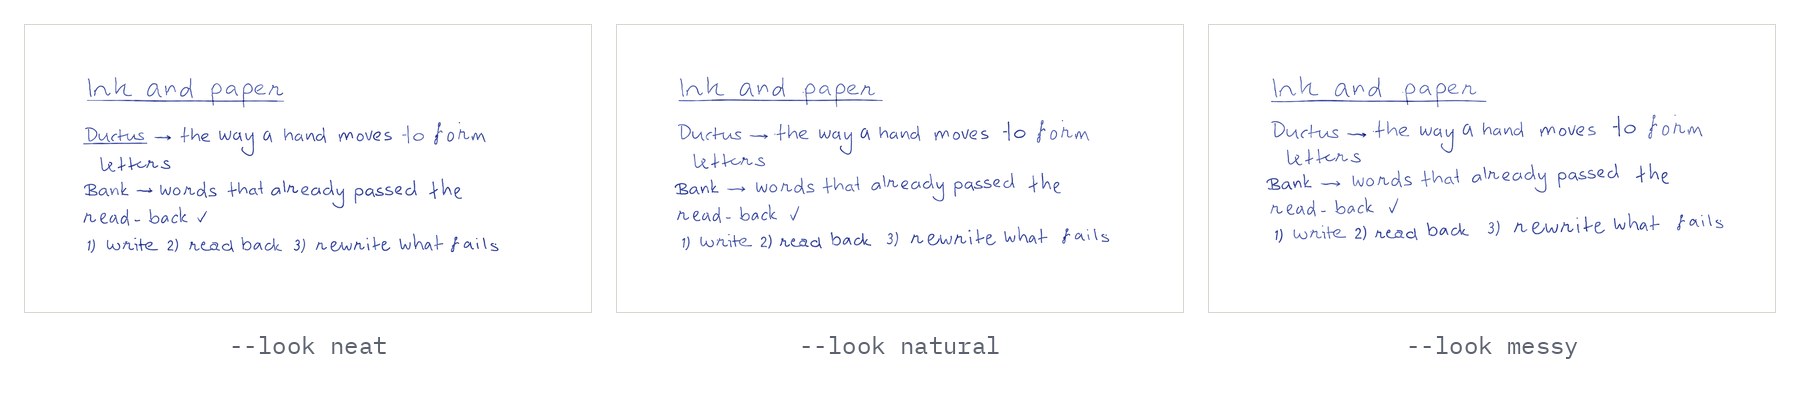 Ink and paper
Ductus → the way a hand moves to form
letters
Bank → words that already passed the
read-back ✓
1) write 2) read back 3) rewrite what fails
--look neat
Ink and paper
Ductus → the way a hand moves to form
letters
Bank → words that already passed the
read-back ✓
1) write 2) read back 3) rewrite what fails
--look natural
Ink and paper
Ductus → the way a hand moves to form
letters
Bank → words that already passed the
read-back ✓
1) write 2) read back 3) rewrite what fails
--look messy